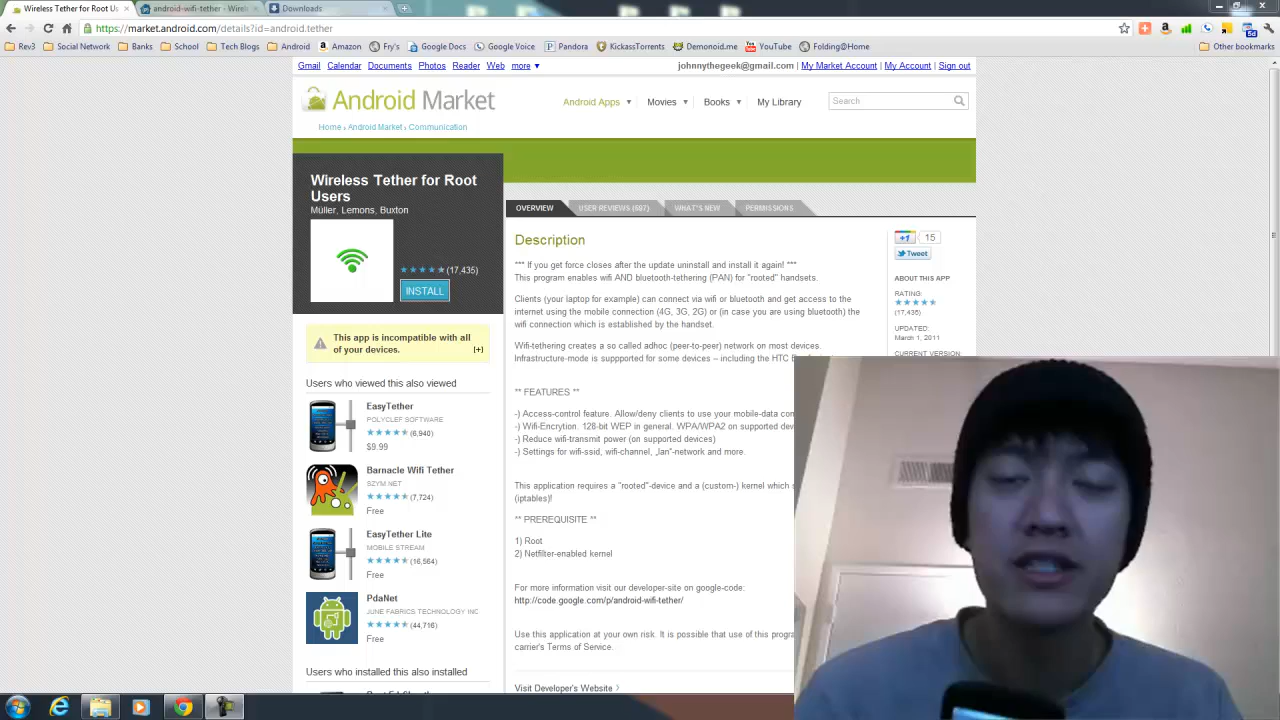 Wireless Tether for Root Us
android-wifi-tether - Wirele
Downloads
https://market.android.com/details?id=android.tether
Rev3 Social Network Banks School Tech Blogs Amazon Fry's Google Docs Google Voice Pandora KickassTorrents Demonoid.me YouTube Folding@Home Other bookmarks
Gmail Calendar Documents Photos Reader Web more ▼ johnnythegeek@gmail.com | My Market Account | My Account | Sign out
Android Market
Android Apps ▼ Movies ▼ Books ▼ My Library
Search
Home › Android Market › Communication
Wireless Tether for Root
Users
Müller, Lemons, Buxton
(17,435)
INSTALL
This app is incompatible with all
of your devices. [+]
Users who viewed this also viewed
EasyTether
POLYCLEF SOFTWARE
(6,940)
$9.99
Barnacle Wifi Tether
SZYM.NET
(7,724)
Free
EasyTether Lite
MOBILE STREAM
(16,564)
Free
PdaNet
JUNE FABRICS TECHNOLOGY INC
(44,716)
Free
Users who installed this also installed
OVERVIEW USER REVIEWS (687) WHAT'S NEW PERMISSIONS
Description
*** If you get force closes after the update uninstall and install it again! ***
This program enables wifi AND bluetooth-tethering (PAN) for "rooted" handsets.
Clients (your laptop for example) can connect via wifi or bluetooth and get access to the
internet using the mobile connection (4G, 3G, 2G) or (in case you are using bluetooth) the
wifi connection which is established by the handset.
Wifi-tethering creates a so called adhoc (peer-to-peer) network on most devices.
Infrastructure-mode is suppported for some devices – including the HTC
** FEATURES **
-) Access-control feature. Allow/deny clients to use your mobile-data con
-) Wifi-Encrytion. 128-bit WEP in general. WPA/WPA2 on supported dev
-) Reduce wifi-transmit power (on supported devices)
-) Settings for wifi-ssid, wifi-channel, „lan"-network and more.
This application requires a "rooted"-device and a (custom-) kernel which s
(iptables)!
** PREREQUISITE **
1) Root
2) Netfilter-enabled kernel
For more information visit our developer-site on google-code:
http://code.google.com/p/android-wifi-tether/
Use this application at your own risk. It is possible that use of this progra
carrier's Terms of Service.
Visit Developer's Website ›
+1 15
Tweet
ABOUT THIS APP
RATING:
(17,435)
UPDATED:
March 1, 2011
CURRENT VERSION